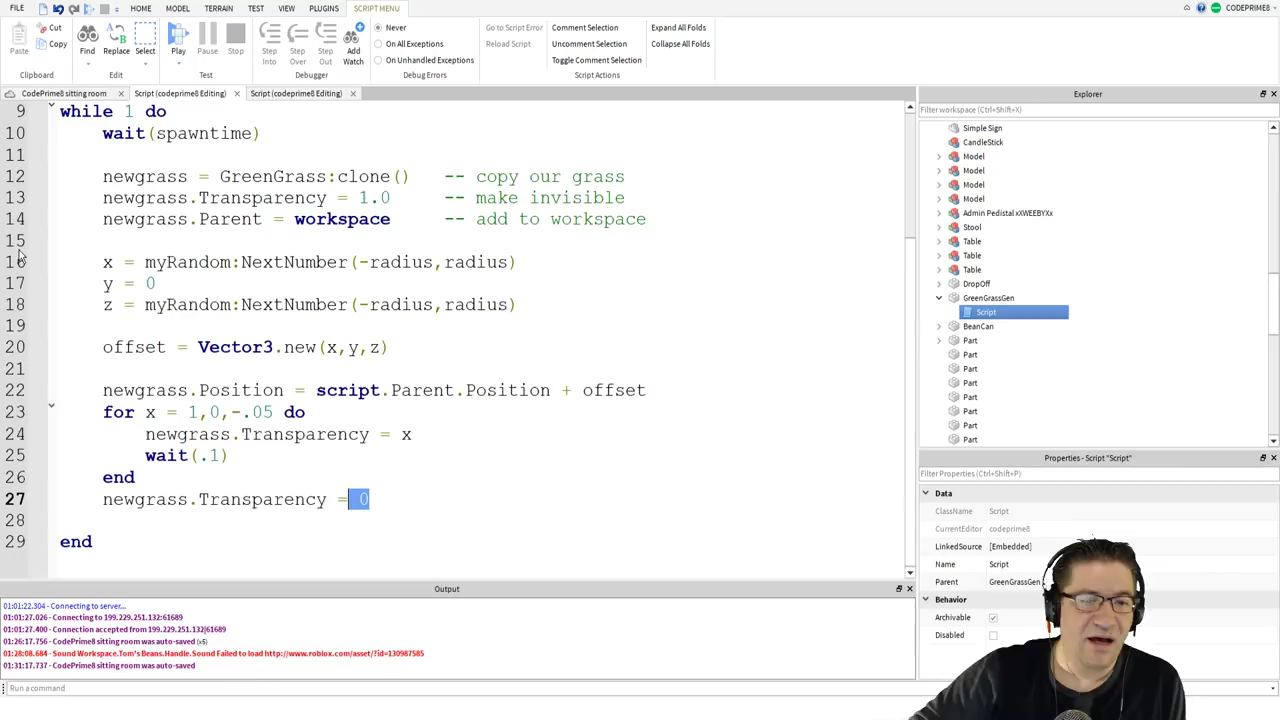 FILE HOME MODEL TERRAIN TEST VIEW PLUGINS SCRIPT MENU CODEPRIME8
Cut Never Go to Script Error Comment Selection Expand All Folds
Paste Copy Find Replace Select Play Pause Stop Step Into Step Over Step Out Add Watch On All Exceptions Reload Script Uncomment Selection Collapse All Folds
On Unhandled Exceptions Toggle Comment Selection
Clipboard Edit Test Debugger Debug Errors Script Actions
CodePrime8 sitting room Script (codeprime8 Editing) Script (codeprime8 Editing)
9 while 1 do
10 wait(spawntime)
11
12 newgrass = GreenGrass:clone() -- copy our grass
13 newgrass.Transparency = 1.0 -- make invisible
14 newgrass.Parent = workspace -- add to workspace
15
16 x = myRandom:NextNumber(-radius,radius)
17 y = 0
18 z = myRandom:NextNumber(-radius,radius)
19
20 offset = Vector3.new(x,y,z)
21
22 newgrass.Position = script.Parent.Position + offset
23 for x = 1,0,-.05 do
24 newgrass.Transparency = x
25 wait(.1)
26 end
27 newgrass.Transparency = 0
28
29 end
Explorer
Filter workspace (Ctrl+Shift+X)
Simple Sign
CandleStick
Model
Model
Model
Model
Admin Pedistal xXWEEBYXx
Stool
Table
Table
Table
DropOff
GreenGrassGen
Script
BeanCan
Part
Part
Part
Part
Part
Part
Part
Part
Properties - Script "Script"
Filter Properties (Ctrl+Shift+P)
Data
ClassName Script
CurrentEditor codeprime8
LinkedSource [Embedded]
Name Script
Parent GreenGrassGen
Behavior
Archivable
Disabled
Output
01:01:22.304 - Connecting to server...
01:01:27.026 - Connecting to 199.229.251.132:61689
01:01:27.400 - Connection accepted from 199.229.251.132|61689
01:26:17.756 - CodePrime8 sitting room was auto-saved (x5)
01:28:08.684 - Sound Workspace.Tom's Beans.Handle.Sound Failed to load http://www.roblox.com/asset/?id=130987585
01:31:17.737 - CodePrime8 sitting room was auto-saved
Run a command